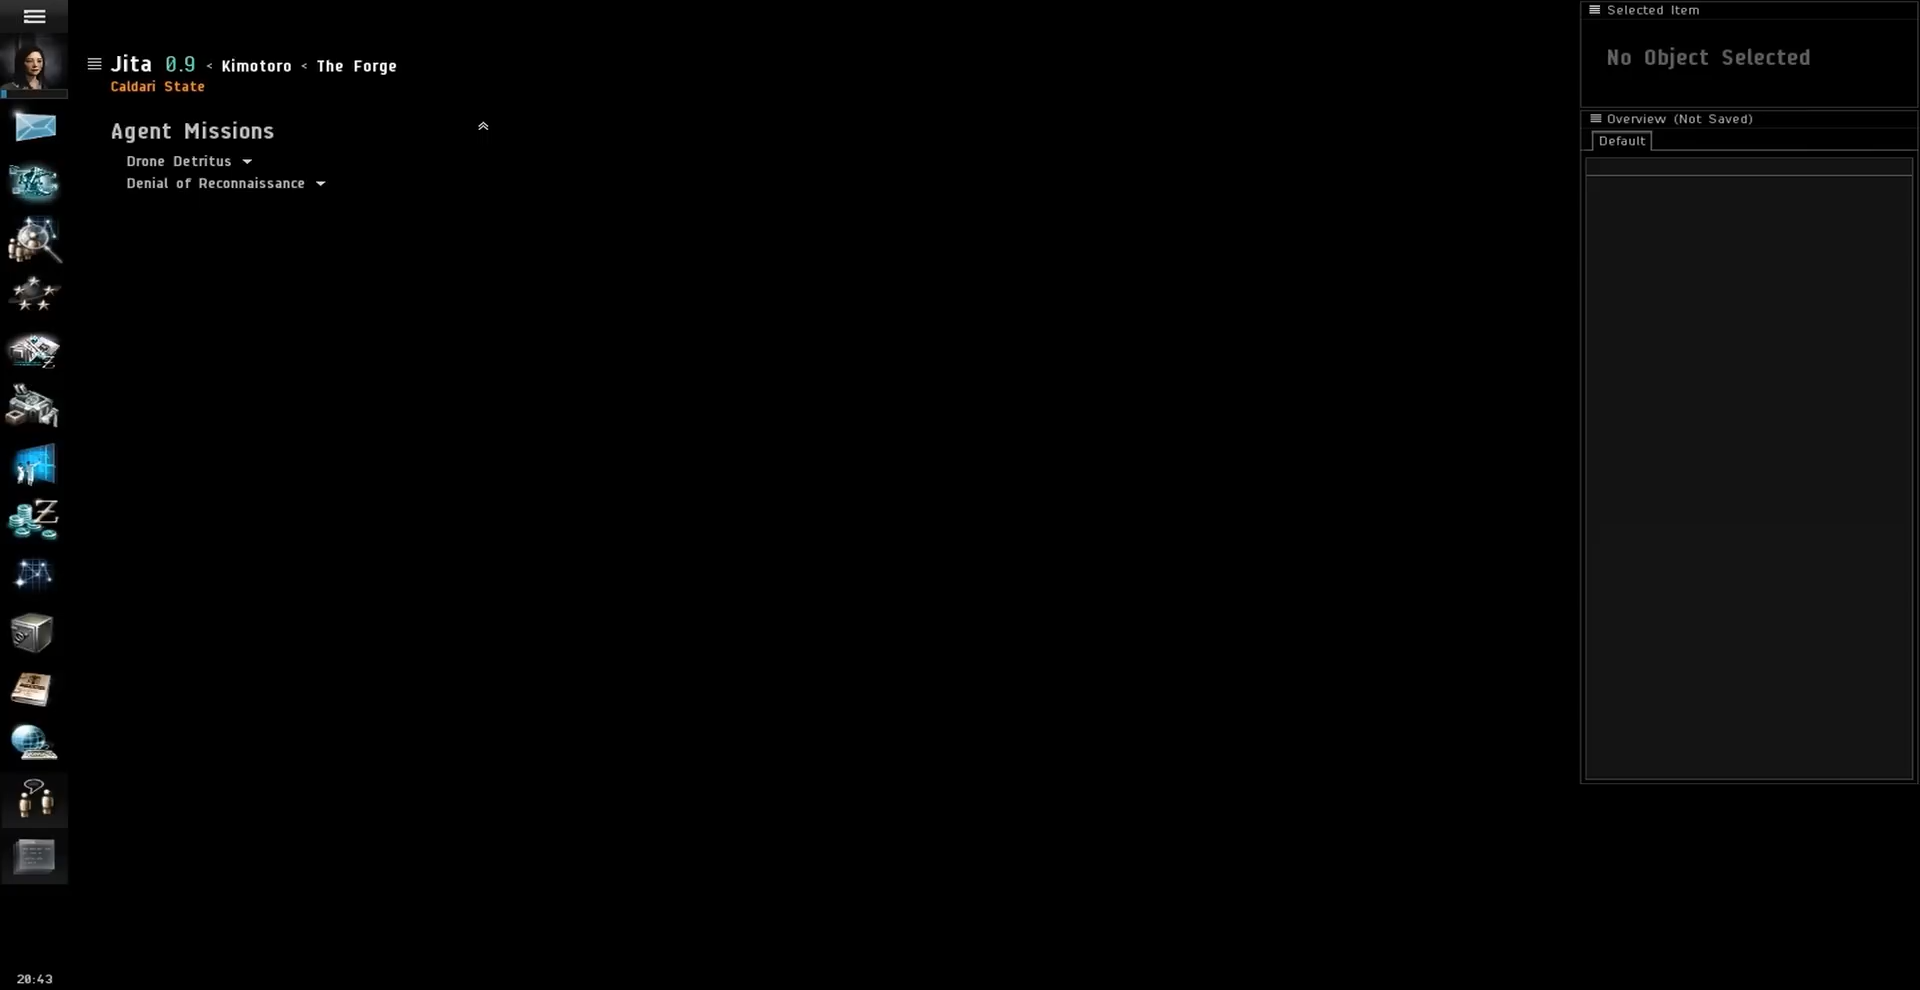 Selected Item
No Object Selected
Jita 0.9 < Kimotoro < The Forge
Caldari State
Overview (Not Saved)
Agent Missions
Default
Drone Detritus
Denial of Reconnaissance
20:43